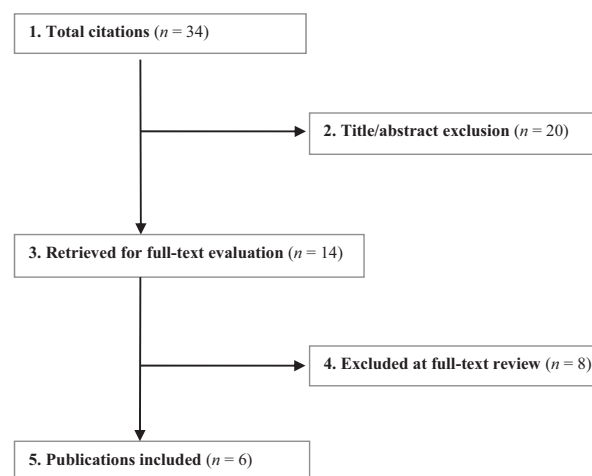 1. Total citations (n = 34)
2. Title/abstract exclusion (n = 20)
3. Retrieved for full-text evaluation (n = 14)
4. Excluded at full-text review (n = 8)
5. Publications included (n = 6)